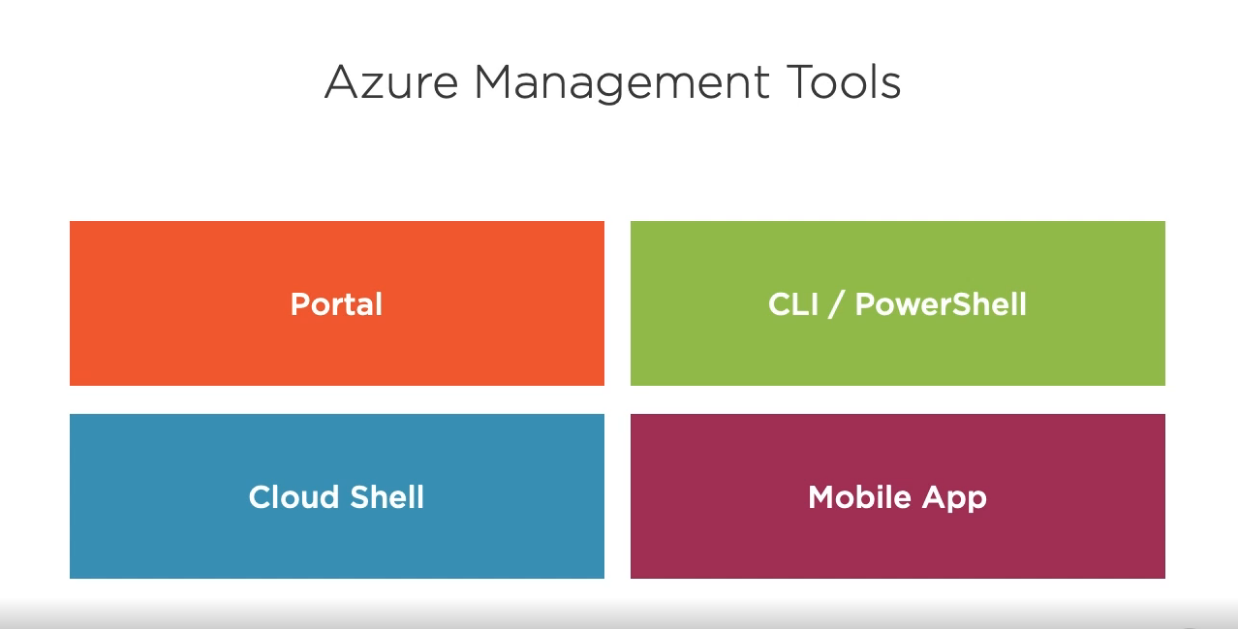 Azure Management Tools
Portal
CLI / PowerShell
Cloud Shell
Mobile App